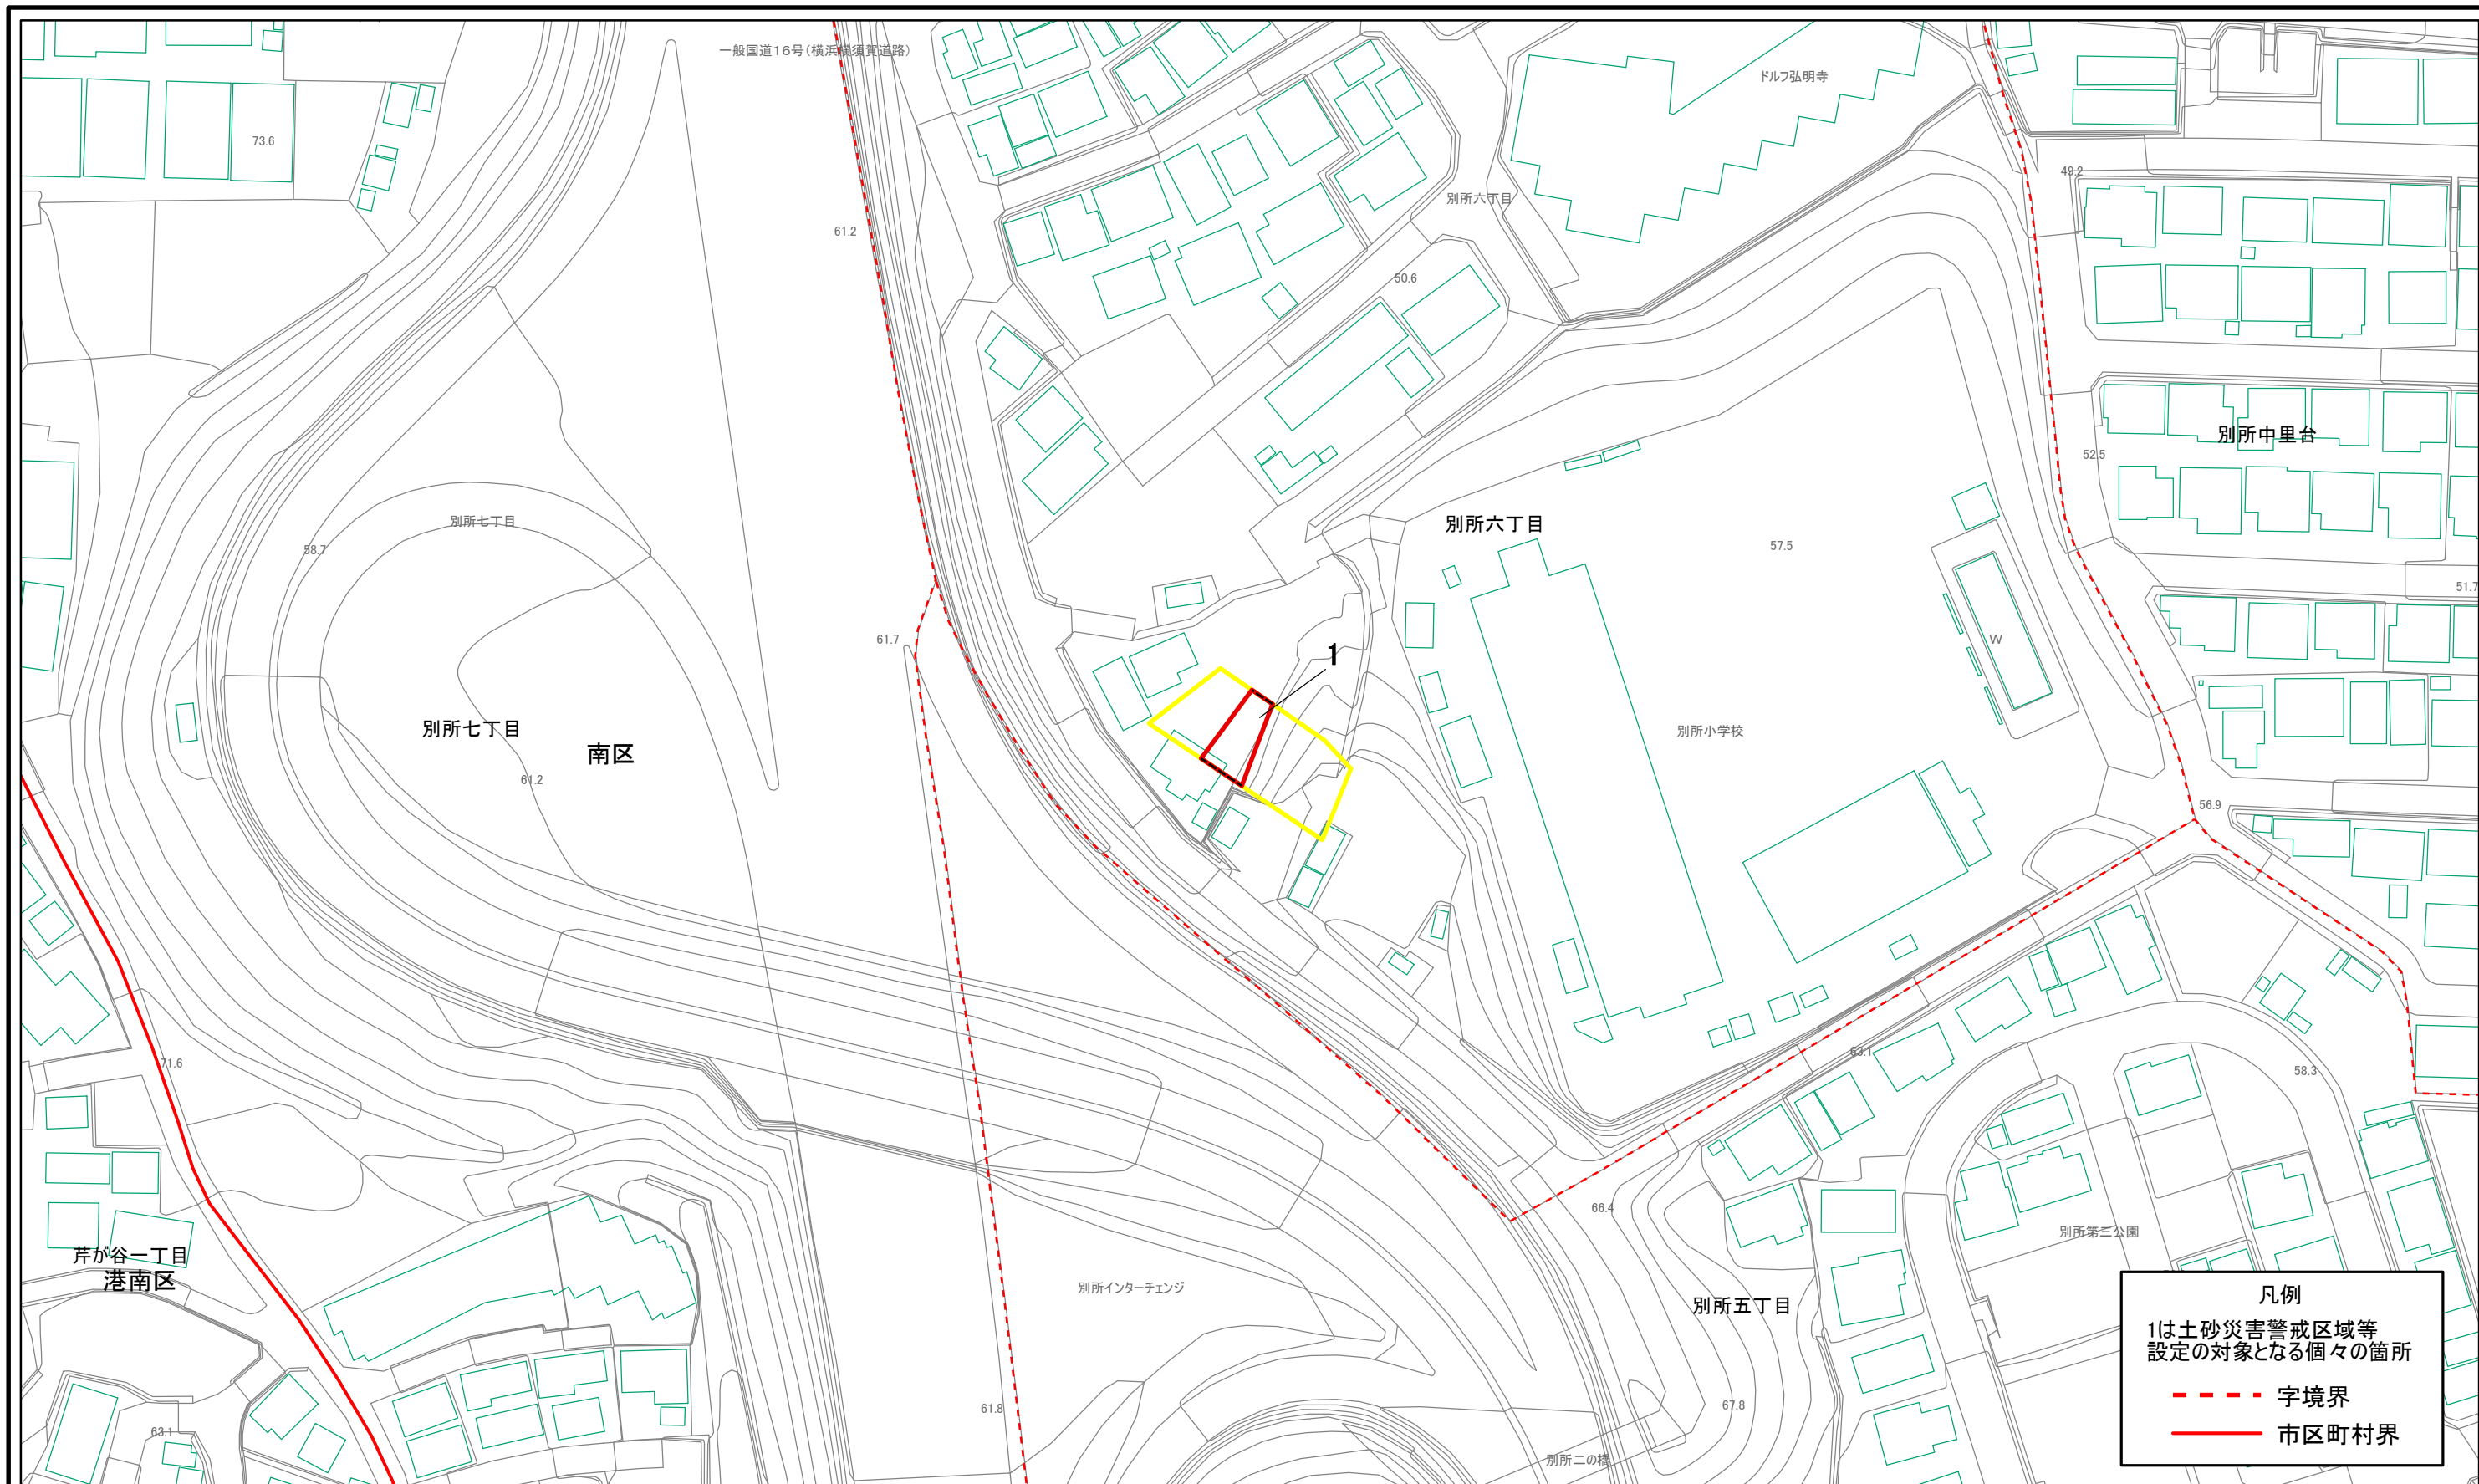 一般国道16号(横浜横須賀道路)
ドルフ弘明寺
73.6
49.2
別所六丁目
61.2
50.6
別所中里台
52.5
別所七丁目
別所六丁目
58.7
57.5
51.7
61.7
W
1
別所七丁目
別所小学校
南区
61.2
56.9
71.6
63.1
58.3
66.4
別所第三公園
芹が谷一丁目
港南区
別所インターチェンジ
別所五丁目
61.8
67.8
63.1
別所二の橋
凡例
1は土砂災害警戒区域等
設定の対象となる個々の箇所
字境界
市区町村界